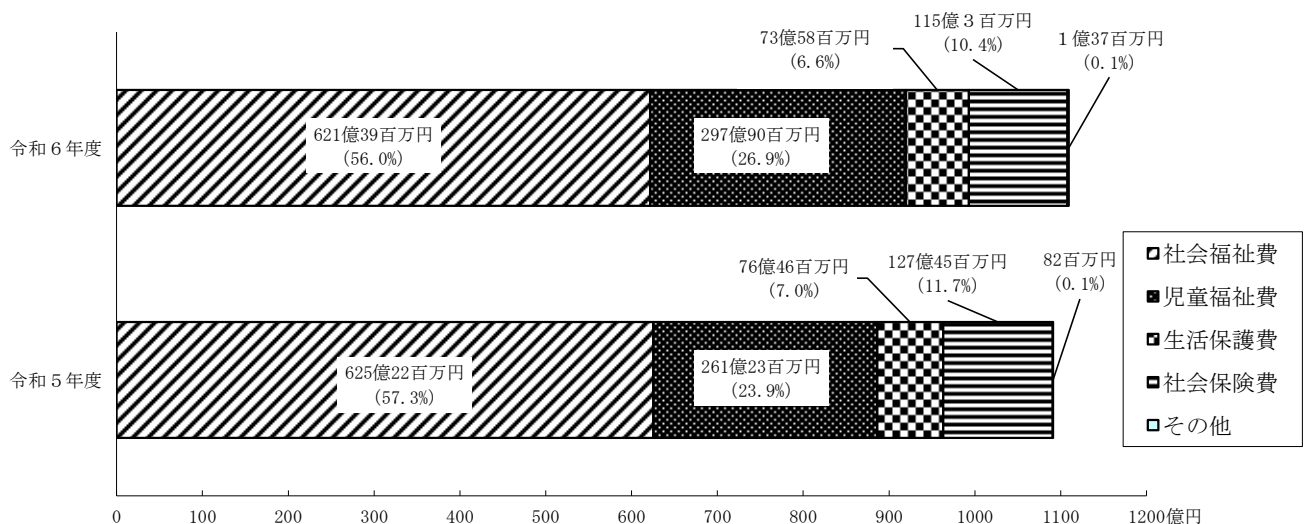 令和６年度
621億39百万円
(56.0%)
297億90百万円
(26.9%)
73億58百万円
(6.6%)
115億３百万円
(10.4%)
１億37百万円
(0.1%)
令和５年度
625億22百万円
(57.3%)
261億23百万円
(23.9%)
76億46百万円
(7.0%)
127億45百万円
(11.7%)
82百万円
(0.1%)
社会福祉費
児童福祉費
生活保護費
社会保険費
その他
0 100 200 300 400 500 600 700 800 900 1000 1100 1200億円